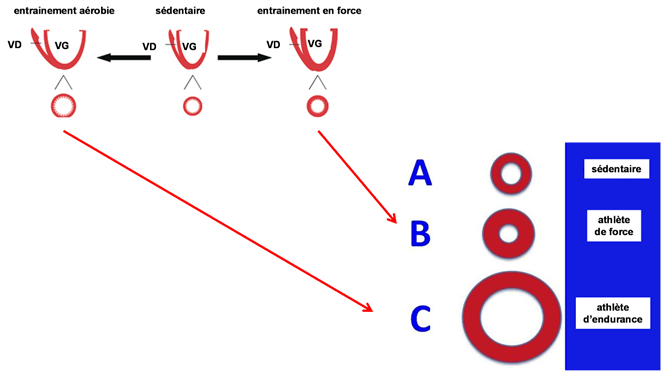 entrainement aérobie
sédentaire
entrainement en force
VD
VG
VD
VG
VD
VG
A
sédentaire
B
athlète
de force
C
athlète
d'endurance